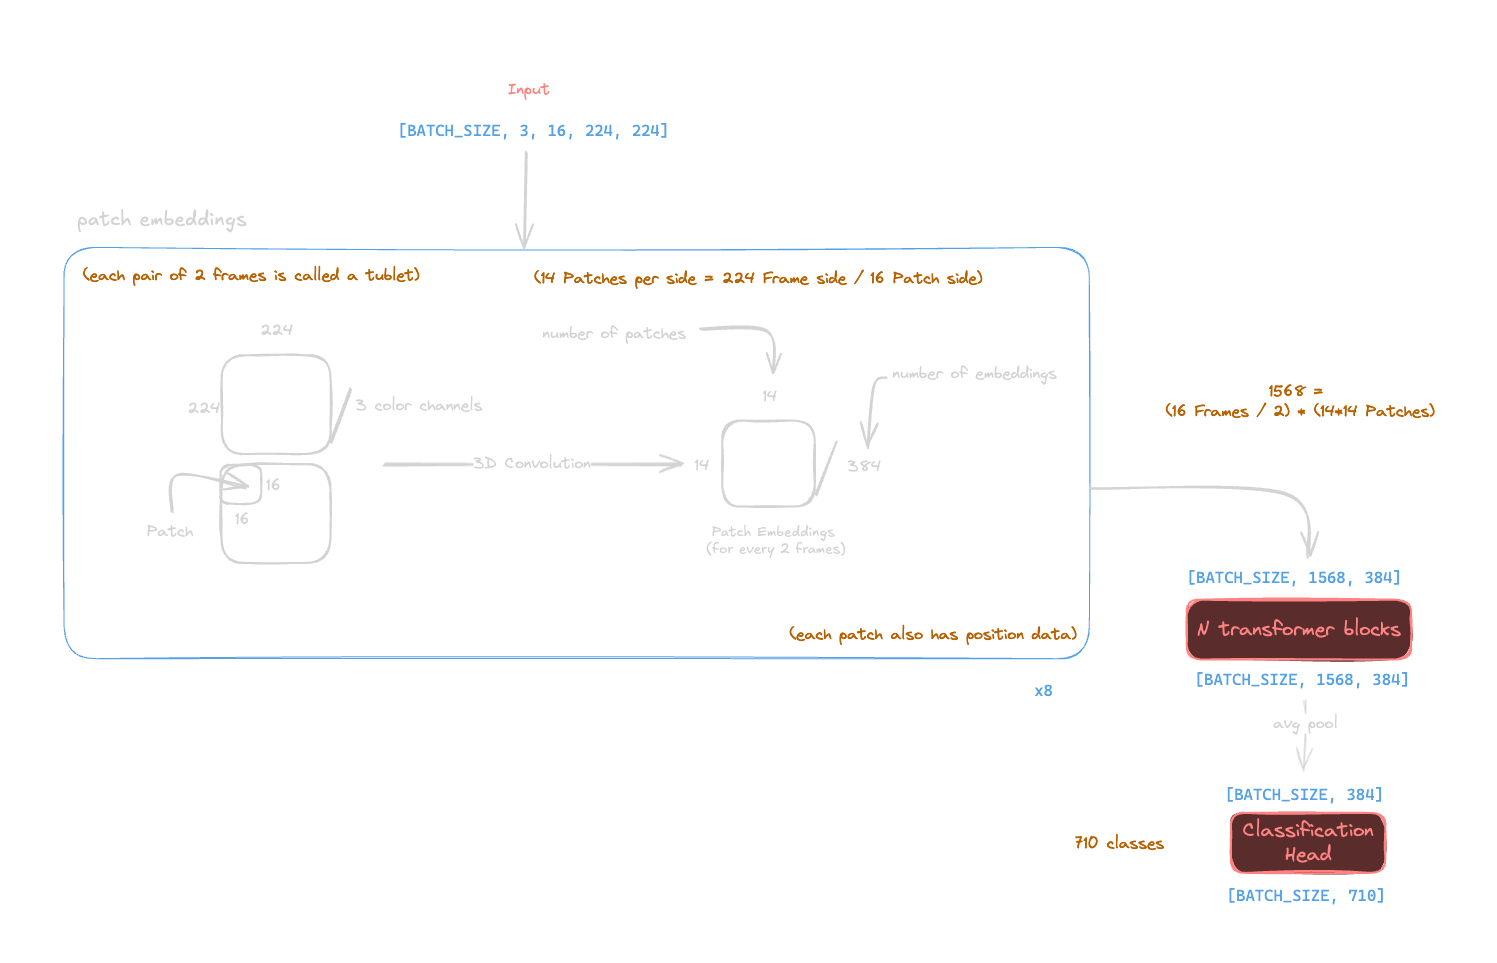 Input
[BATCH_SIZE, 3, 16, 224, 224]
patch embeddings
(each pair of 2 frames is called a tublet)
(14 Patches per side = 224 Frame side / 16 Patch side)
224
number of patches
number of embeddings
14
224
3 color channels
3D Convolution
14
384
16
16
Patch
Patch Embeddings
(for every 2 frames)
(each patch also has position data)
x8
1568 =
(16 Frames / 2) * (14*14 Patches)
[BATCH_SIZE, 1568, 384]
N transformer blocks
[BATCH_SIZE, 1568, 384]
avg pool
[BATCH_SIZE, 384]
710 classes
Classification
Head
[BATCH_SIZE, 710]